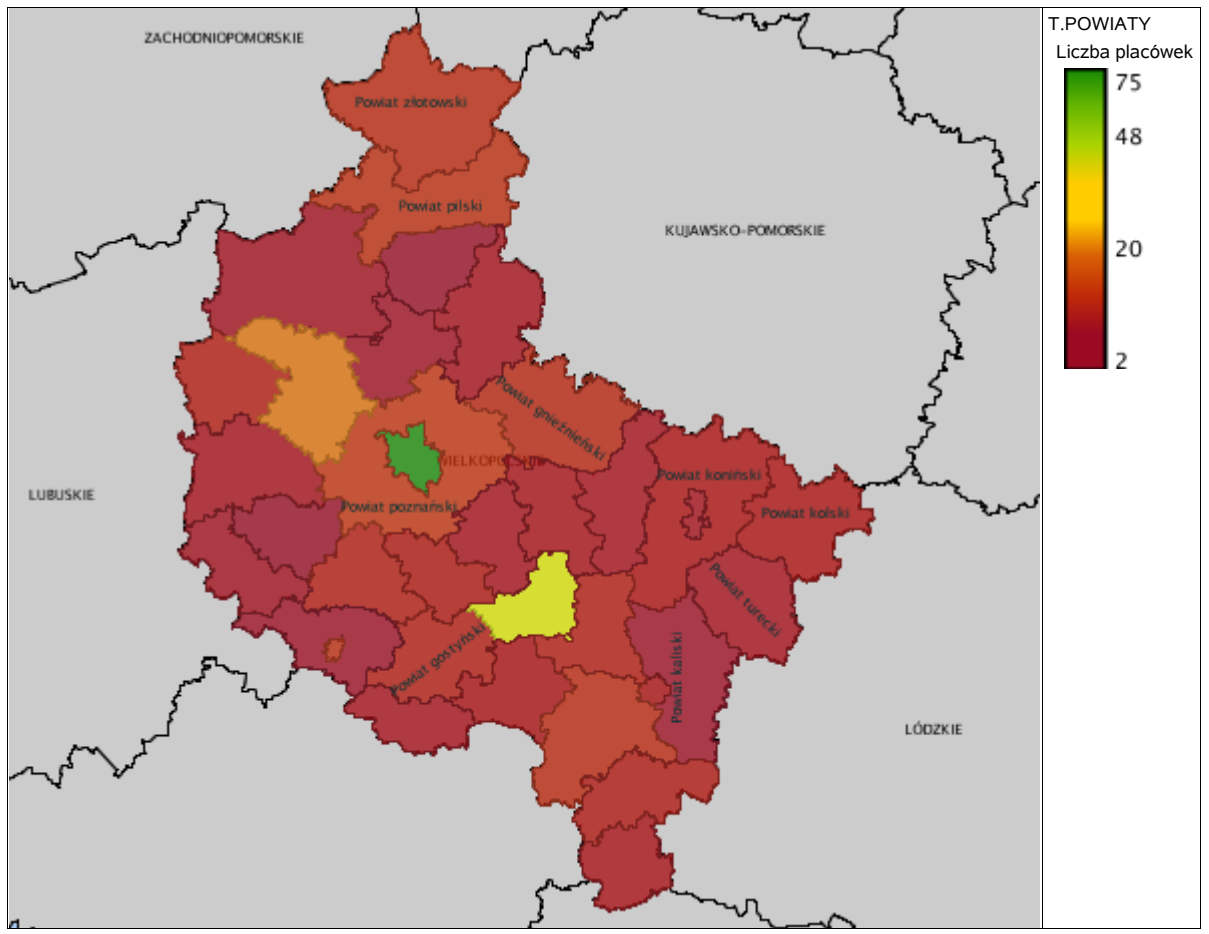 T.POWIATY
Liczba placówek
75
48
20
2
ZACHODNIOPOMORSKIE
Powiat złotowski
Powiat pilski
KUJAWSKO-POMORSKIE
Powiat gnieźnieński
WIELKOPOLSKIE
Powiat koniński
LUBUSKIE
Powiat poznański
Powiat kolski
Powiat turecki
Powiat gostyński
Powiat kaliski
LÓDZKIE